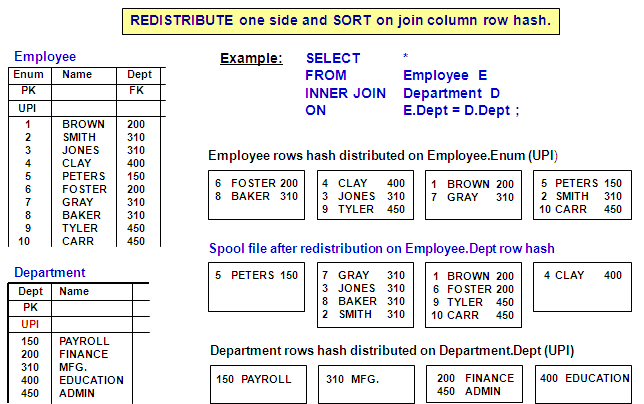 REDISTRIBUTE one side and SORT on join column row hash.
Employee
Enum Name Dept
PK FK
UPI
1 BROWN 200
2 SMITH 310
3 JONES 310
4 CLAY 400
5 PETERS 150
6 FOSTER 200
7 GRAY 310
8 BAKER 310
9 TYLER 450
10 CARR 450
Department
Dept Name
PK
UPI
150 PAYROLL
200 FINANCE
310 MFG.
400 EDUCATION
450 ADMIN
Example: SELECT *
FROM Employee E
INNER JOIN Department D
ON E.Dept = D.Dept ;
Employee rows hash distributed on Employee.Enum (UPI)
6 FOSTER 200
8 BAKER 310
4 CLAY 400
3 JONES 310
9 TYLER 450
1 BROWN 200
7 GRAY 310
5 PETERS 150
2 SMITH 310
10 CARR 450
Spool file after redistribution on Employee.Dept row hash
5 PETERS 150
7 GRAY 310
3 JONES 310
8 BAKER 310
2 SMITH 310
1 BROWN 200
6 FOSTER 200
9 TYLER 450
10 CARR 450
4 CLAY 400
Department rows hash distributed on Department.Dept (UPI)
150 PAYROLL
310 MFG.
200 FINANCE
450 ADMIN
400 EDUCATION